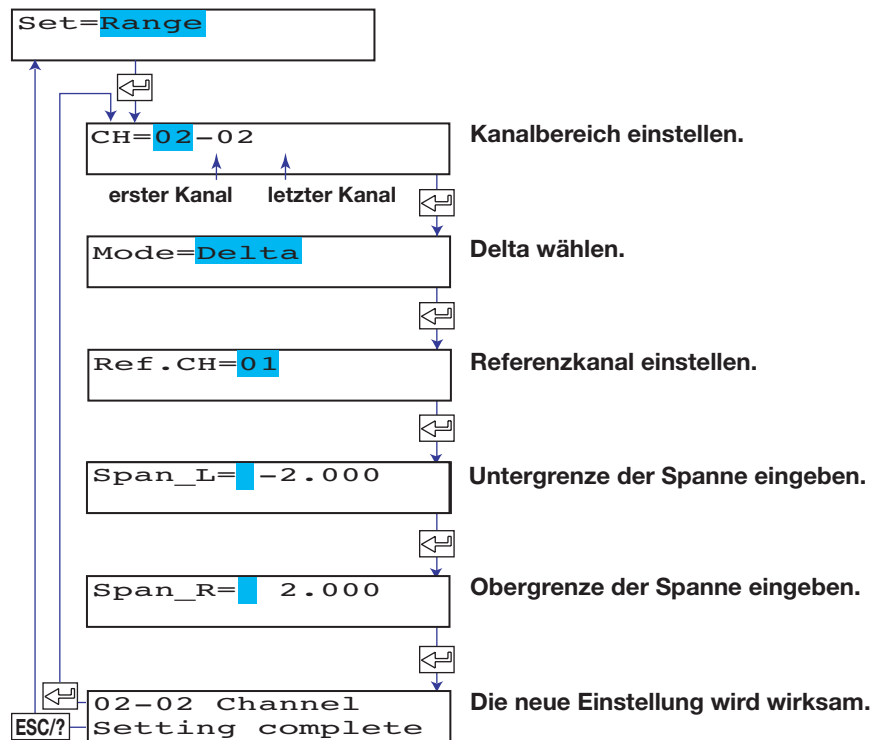 Set=Range
CH=02-02
Kanalbereich einstellen.
erster Kanal letzter Kanal
Mode=Delta
Delta wählen.
Ref.CH=01
Referenzkanal einstellen.
Span_L= -2.000
Untergrenze der Spanne eingeben.
Span_R= 2.000
Obergrenze der Spanne eingeben.
02-02 Channel
Die neue Einstellung wird wirksam.
ESC/?
Setting complete